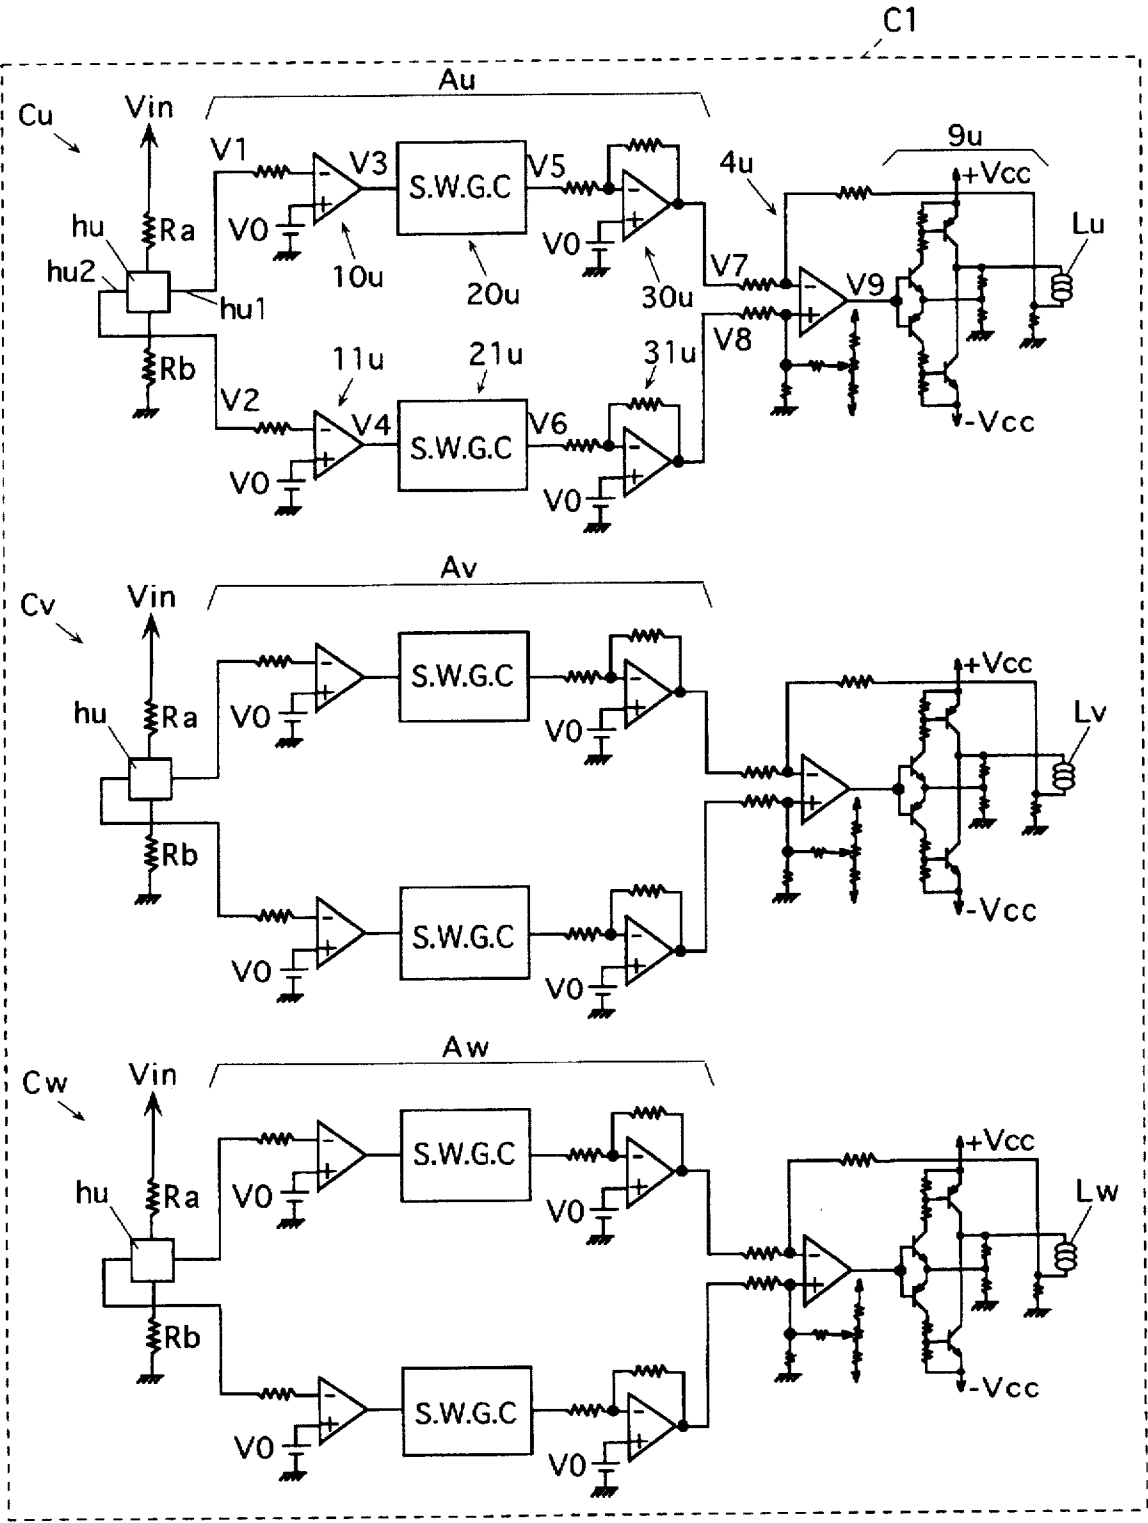 C1
Au
Cu
Vin
9u
V1
V3
S.W.G.C
V5
4u
+Vcc
hu
Ra
V0
10u
20u
V0
30u
V7
V9
Lu
hu2
hu1
V8
Rb
11u
21u
31u
V2
V4
S.W.G.C
V6
-Vcc
V0
V0
Av
Cv
Vin
S.W.G.C
+Vcc
hu
Ra
V0
V0
Lv
Rb
S.W.G.C
-Vcc
V0
V0
Aw
Cw
Vin
S.W.G.C
+Vcc
hu
Ra
V0
V0
Lw
Rb
S.W.G.C
-Vcc
V0
V0